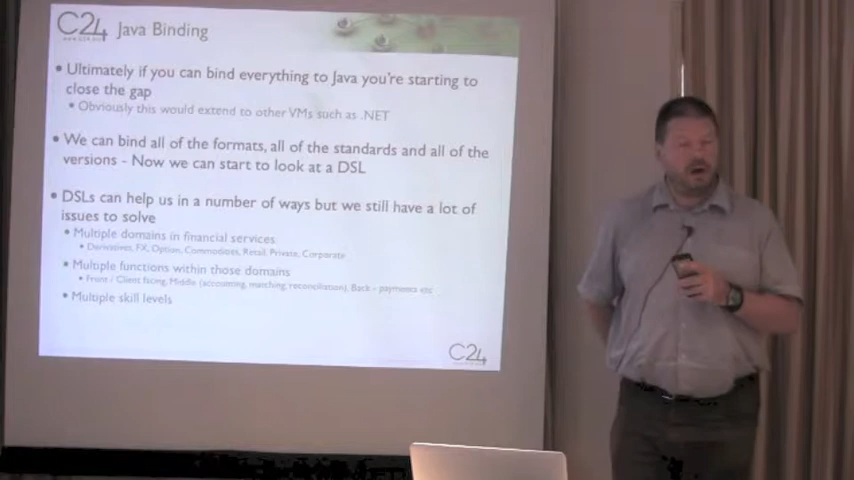 C24 Java Binding
• Ultimately if you can bind everything to Java you're starting to
close the gap
• Obviously this would extend to other VMs such as .NET
• We can bind all of the formats, all of the standards and all of the
versions - Now we can start to look at a DSL
• DSLs can help us in a number of ways but we still have a lot of
issues to solve
• Multiple domains in financial services
• Derivatives, FX, Option, Commodities, Retail, Private, Corporate
• Multiple functions within those domains
• Front / Client facing, Middle (accounting, matching, reconciliation), Back - payments etc
• Multiple skill levels
C24